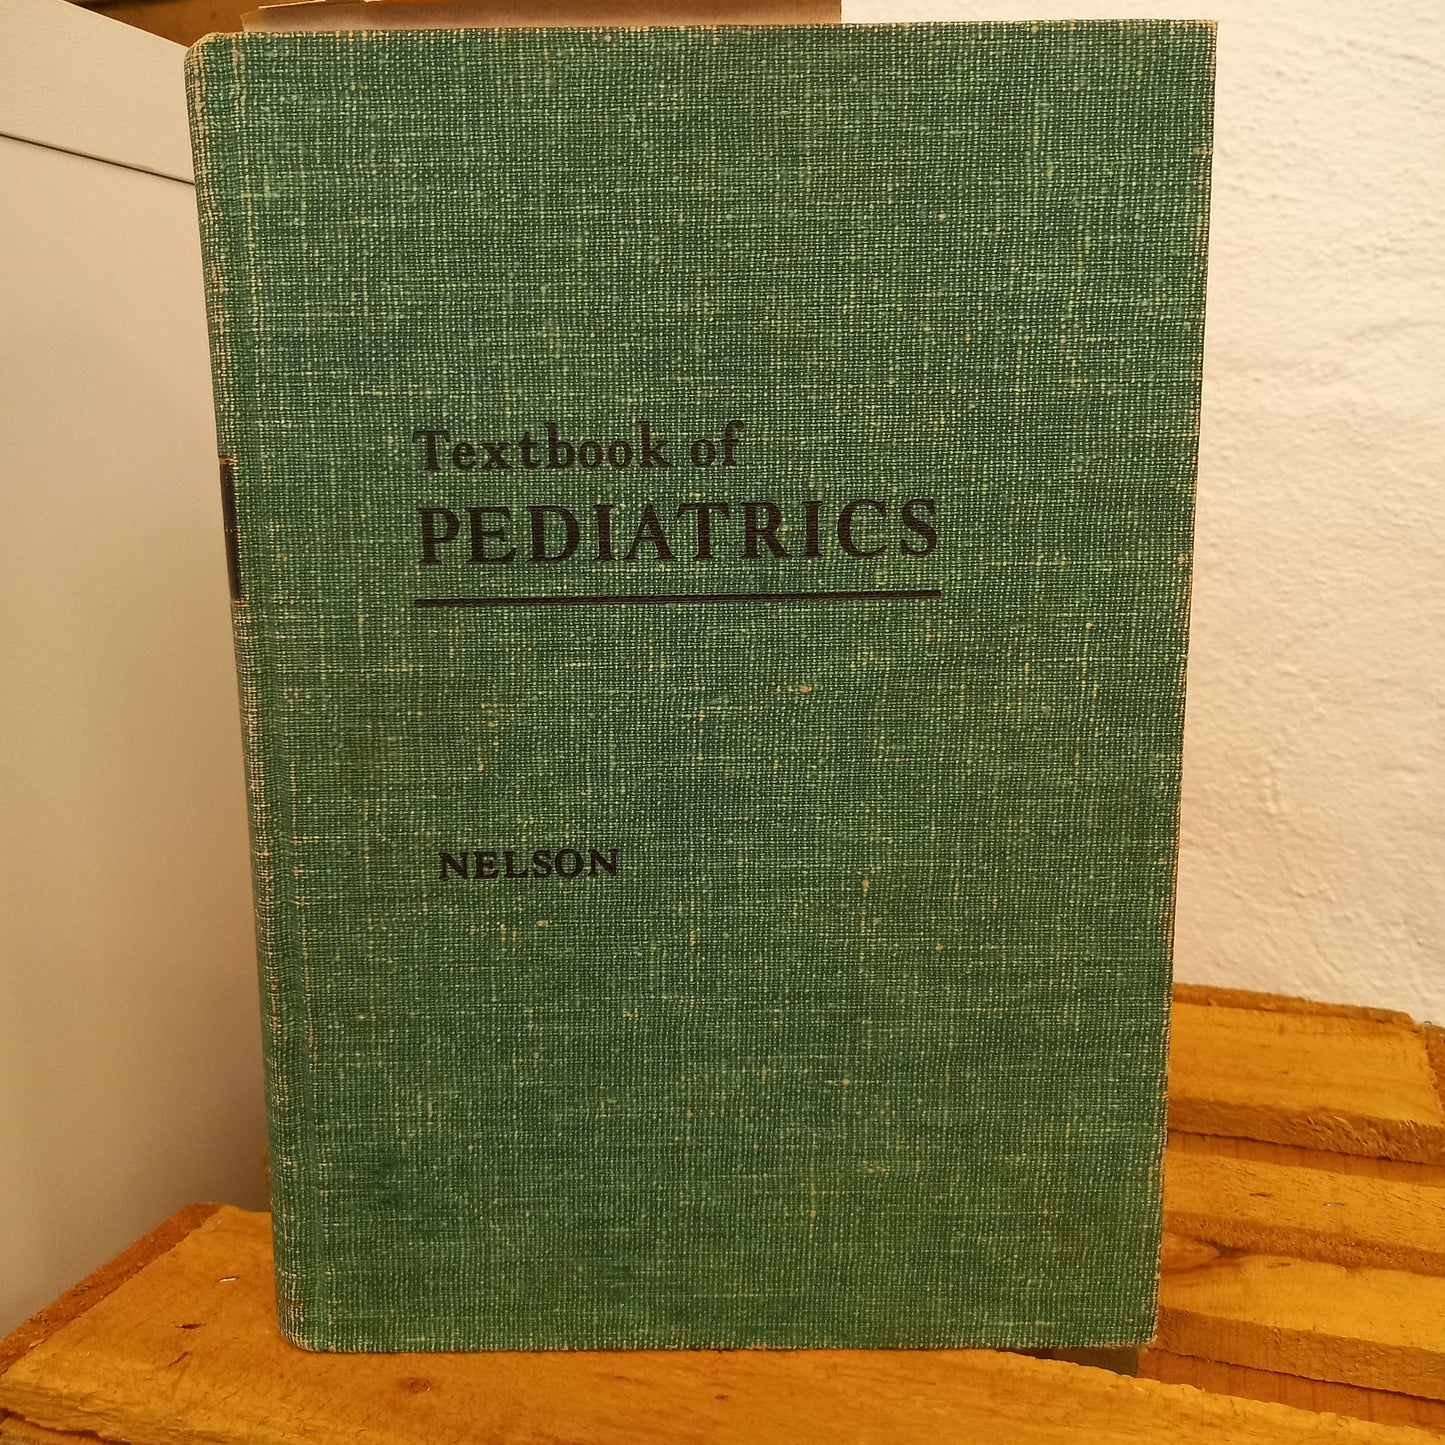 Textbook of
PEDIATRICS
NELSON